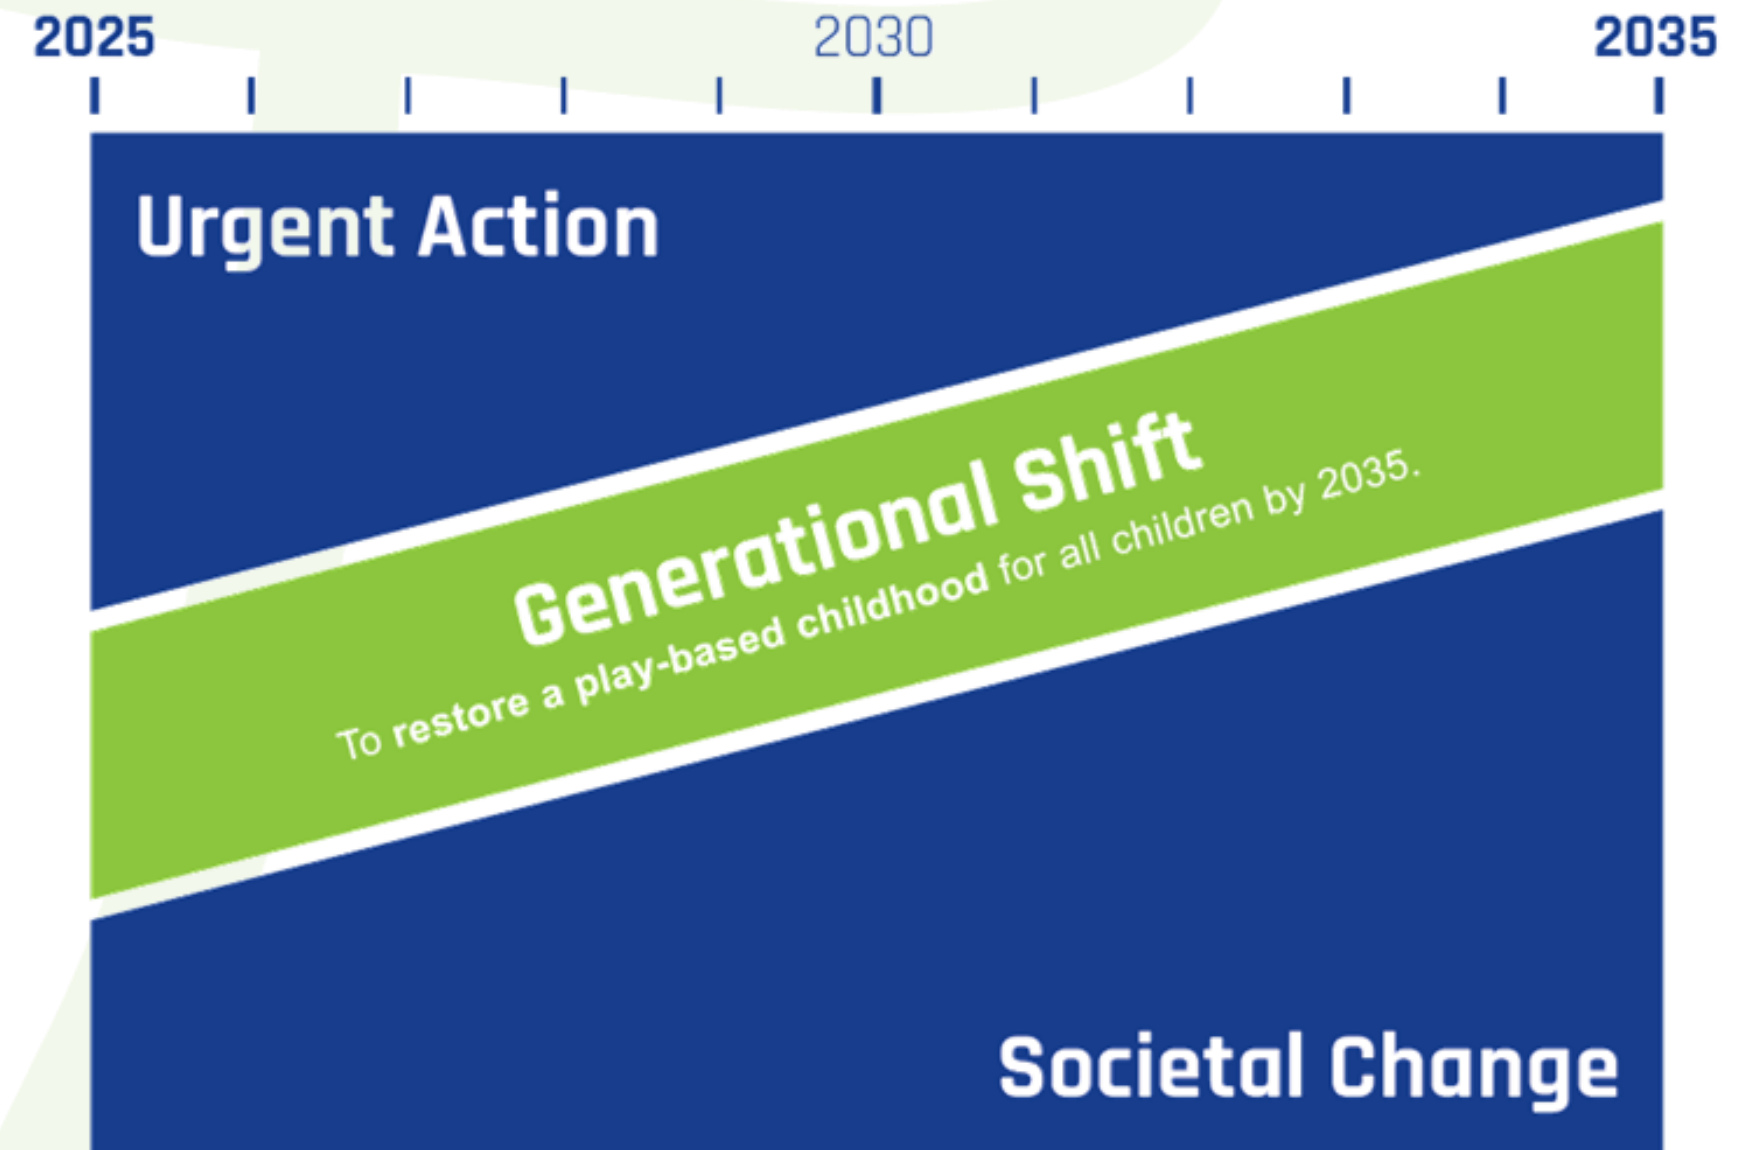 2025 2030 2035
Urgent Action
Generational Shift
To restore a play-based childhood for all children by 2035.
Societal Change